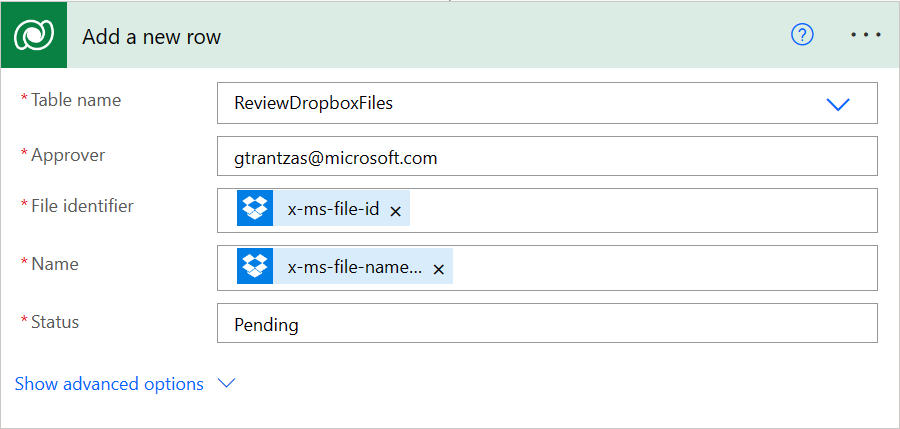 Add a new row
* Table name
ReviewDropboxFiles
* Approver
gtrantzas@microsoft.com
* File identifier
x-ms-file-id ×
* Name
x-ms-file-name... ×
* Status
Pending
Show advanced options